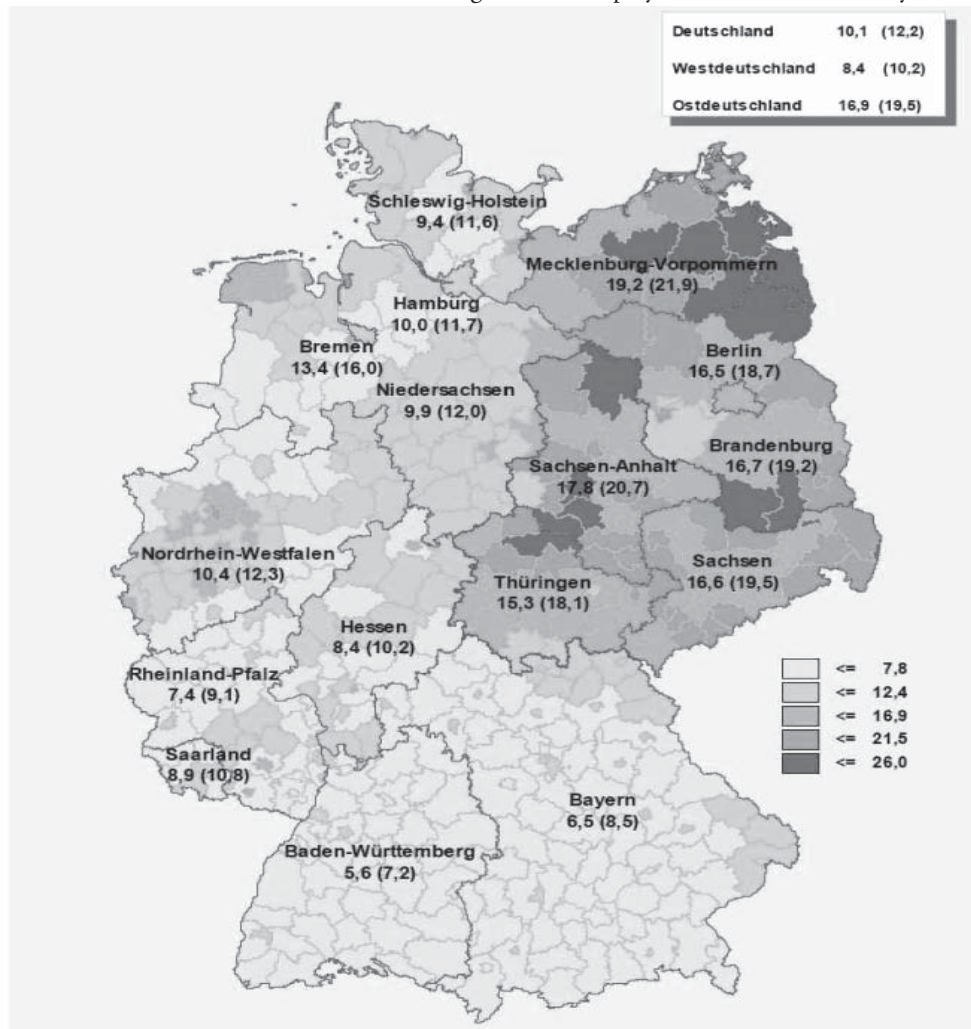 Deutschland 10,1 (12,2)
Westdeutschland 8,4 (10,2)
Ostdeutschland 16,9 (19,5)
Schleswig-Holstein
9,4 (11,6)
Mecklenburg-Vorpommern
19,2 (21,9)
Hamburg
10,0 (11,7)
Bremen
13,4 (16,0)
Berlin
16,5 (18,7)
Niedersachsen
9,9 (12,0)
Brandenburg
16,7 (19,2)
Sachsen-Anhalt
17,8 (20,7)
Nordrhein-Westfalen
10,4 (12,3)
Sachsen
16,6 (19,5)
Thüringen
15,3 (18,1)
Hessen
8,4 (10,2)
Rheinland-Pfalz
7,4 (9,1)
Saarland
8,9 (10,8)
Bayern
6,5 (8,5)
Baden-Württemberg
5,6 (7,2)
<= 7,8
<= 12,4
<= 16,9
<= 21,5
<= 26,0